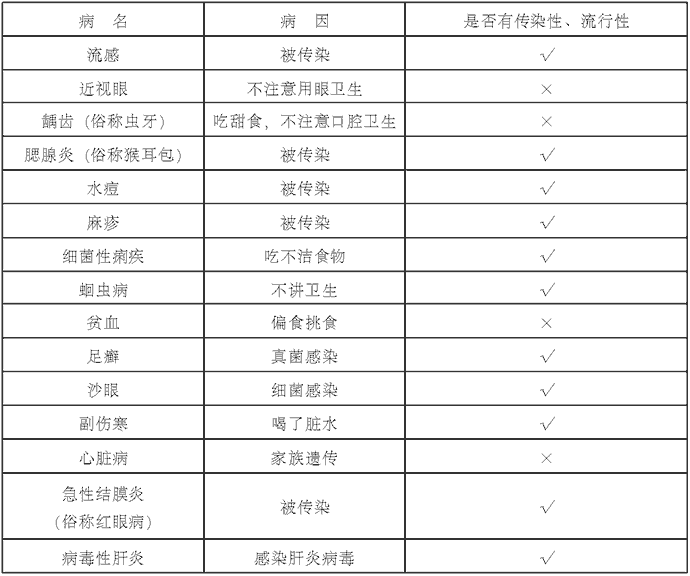 病 名 病 因 是否有传染性、流行性
流感 被传染 √
近视眼 不注意用眼卫生 ×
龋齿（俗称虫牙） 吃甜食，不注意口腔卫生 ×
腮腺炎（俗称猴耳包） 被传染 √
水痘 被传染 √
麻疹 被传染 √
细菌性痢疾 吃不洁食物 √
蛔虫病 不讲卫生 √
贫血 偏食挑食 ×
足癣 真菌感染 √
沙眼 细菌感染 √
副伤寒 喝了脏水 √
心脏病 家族遗传 ×
急性结膜炎
（俗称红眼病） 被传染 √
病毒性肝炎 感染肝炎病毒 √